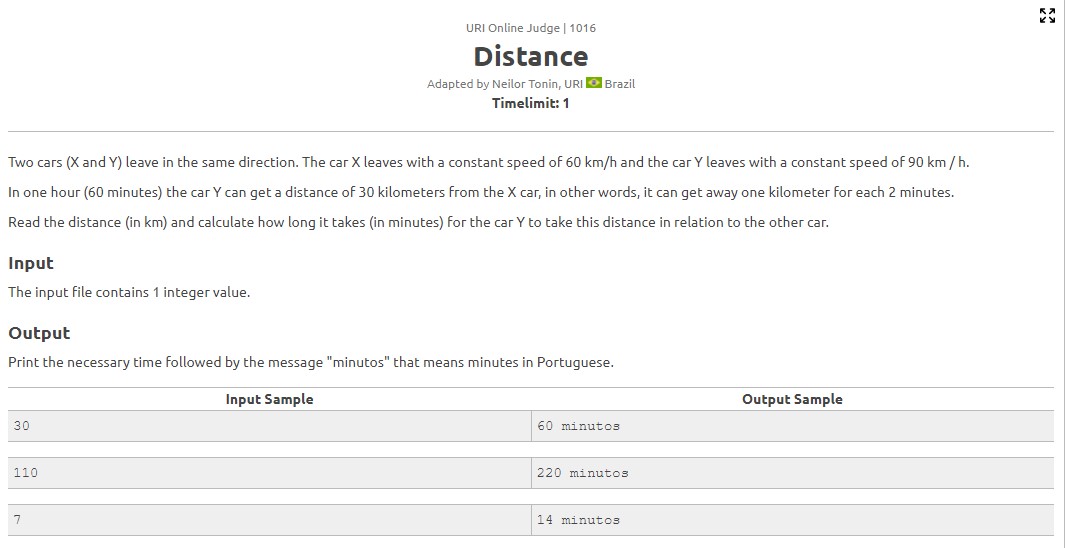 URI Online Judge | 1016
Distance
Adapted by Neilor Tonin, URI Brazil
Timelimit: 1
Two cars (X and Y) leave in the same direction. The car X leaves with a constant speed of 60 km/h and the car Y leaves with a constant speed of 90 km / h.
In one hour (60 minutes) the car Y can get a distance of 30 kilometers from the X car, in other words, it can get away one kilometer for each 2 minutes.
Read the distance (in km) and calculate how long it takes (in minutes) for the car Y to take this distance in relation to the other car.
Input
The input file contains 1 integer value.
Output
Print the necessary time followed by the message "minutos" that means minutes in Portuguese.
Input Sample Output Sample
30 60 minutos
110 220 minutos
7 14 minutos